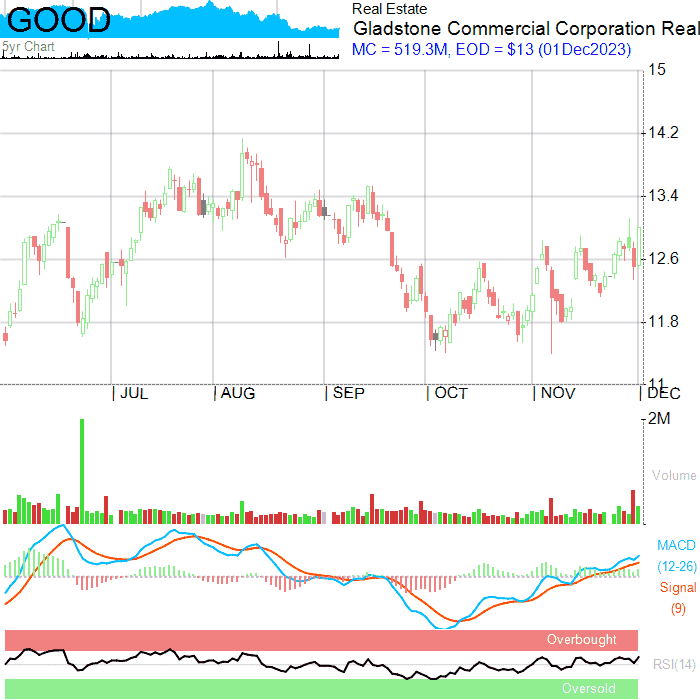 GOOD
5yr Chart
Real Estate
Gladstone Commercial Corporation Real
MC = 519.3M, EOD = $13 (01Dec2023)
15
14.2
13.4
12.6
11.8
11
JUL
AUG
SEP
OCT
NOV
DEC
2M
Volume
MACD
(12-26)
Signal
(9)
Overbought
RSI(14)
Oversold